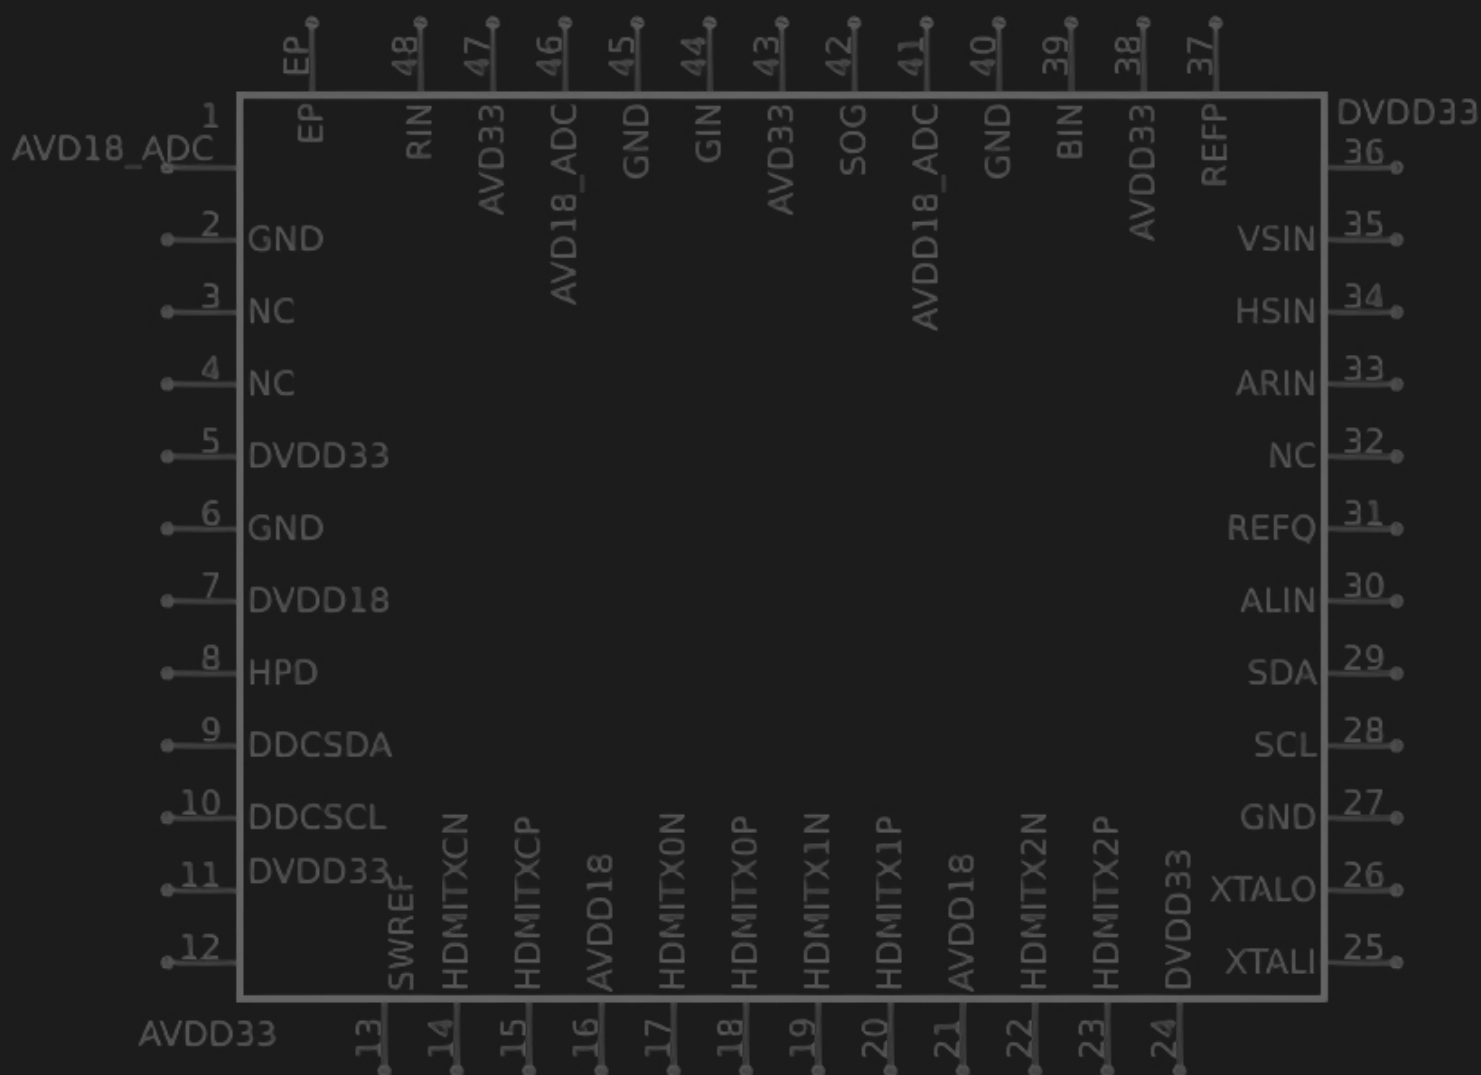 EP 48 47 46 45 44 43 42 41 40 39 38 37
EP RIN AVD33 AVD18_ADC GND GIN AVD33 SOG AVDD18_ADC GND BIN AVDD33 REFP
1
AVD18_ADC
2 GND
3 NC
4 NC
5 DVDD33
6 GND
7 DVDD18
8 HPD
9 DDCSDA
10 DDCSCL
11 DVDD33
12
AVDD33
SWREF HDMITXCN HDMITXCP AVDD18 HDMITX0N HDMITX0P HDMITX1N HDMITX1P AVDD18 HDMITX2N HDMITX2P DVDD33
13 14 15 16 17 18 19 20 21 22 23 24
DVDD33
36
VSIN 35
HSIN 34
ARIN 33
NC 32
REFQ 31
ALIN 30
SDA 29
SCL 28
GND 27
XTALO 26
XTALI 25